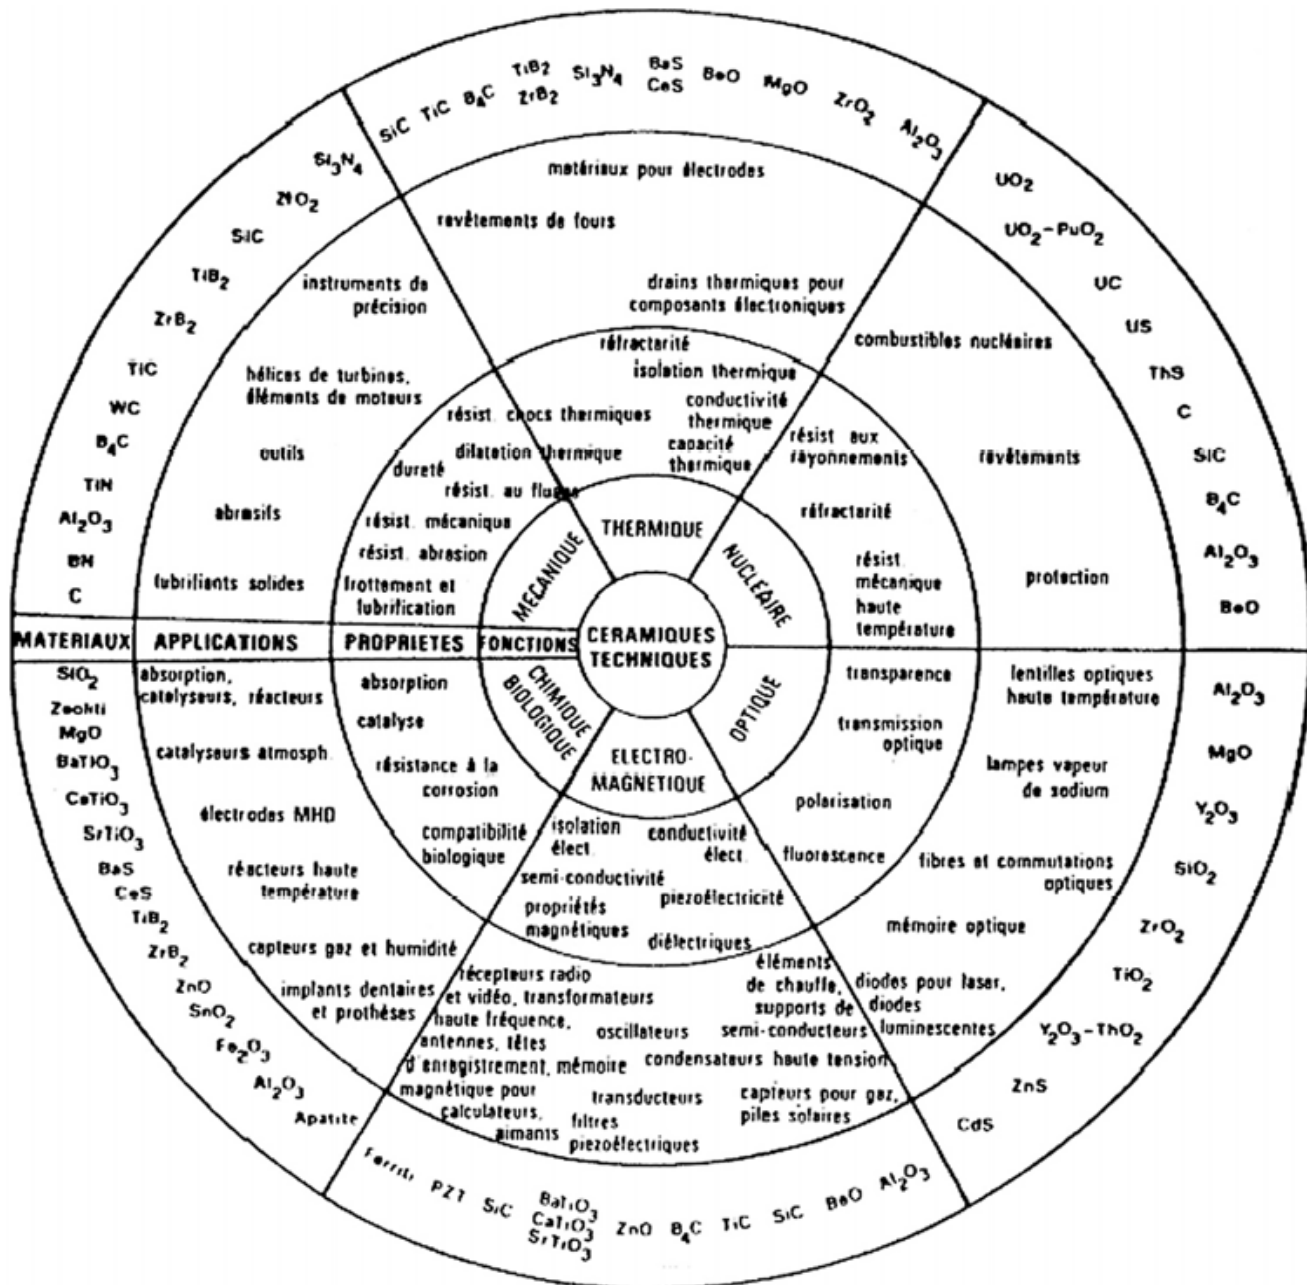 CERAMIQUES
TECHNIQUES
MATERIAUX
APPLICATIONS
PROPRIETES
FONCTIONS
THERMIQUE
réfractarité
isolation thermique
résist. chocs thermiques
conductivité
thermique
dilatation thermique
capacité
thermique
matériaux pour électrodes
revêtements de fours
drains thermiques pour
composants électroniques
SiC
TiC
B4C
TiB2
ZrB2
Si3N4
BaS
CeS
BeO
MgO
ZrO2
Al2O3
NUCLEAIRE
résist aux
rayonnements
réfractarité
résist.
mécanique
haute
température
combustibles nucléaires
revêtements
protection
UO2
UO2-PuO2
UC
US
ThS
C
SiC
B4C
Al2O3
BeO
OPTIQUE
transparence
transmission
optique
polarisation
fluorescence
lentilles optiques
haute température
lampes vapeur
de sodium
fibres et commutations
optiques
mémoire optique
diodes pour laser,
diodes
luminescentes
Al2O3
MgO
Y2O3
SiO2
ZrO2
TiO2
Y2O3-ThO2
ZnS
CdS
ELECTRO-
MAGNETIQUE
isolation
élect.
conductivité
élect.
semi-conductivité
piezoélectricité
propriétés
magnétiques
diélectriques
récepteurs radio
et vidéo, transformateurs
haute fréquence,
antennes, têtes
d'enregistrement, mémoire
magnétique pour
calculateurs,
aimants
oscillateurs
éléments
de chauffe,
supports de
semi-conducteurs
condensateurs haute tension
transducteurs
capteurs pour gaz,
piles solaires
filtres
piezoélectriques
Ferriti
PZT
SiC
BaTiO3
CaTiO3
SrTiO3
ZnO
B4C
TiC
SiC
BeO
Al2O3
CHIMIQUE
BIOLOGIQUE
absorption
catalyse
résistance à la
corrosion
compatibilité
biologique
absorption,
catalyseurs, réacteurs
catalyseurs atmosph.
électrodes MHD
réacteurs haute
température
capteurs gaz et humidité
implants dentaires
et prothéses
SiO2
MgO
BaTiO3
CeTiO3
SrTiO3
BaS
CeS
TiB2
ZrB2
ZnO
SnO2
Fe2O3
Al2O3
Apatite
MECANIQUE
dureté
résist. au fluage
résist. mécanique
résist. abrasion
frottement et
lubrification
instruments de
précision
hélices de turbines,
éléments de moteurs
outils
abrasifs
lubrifients solides
Si3N4
ZrO2
SiC
TiB2
ZrB2
TiC
WC
B4C
TiN
Al2O3
BN
C